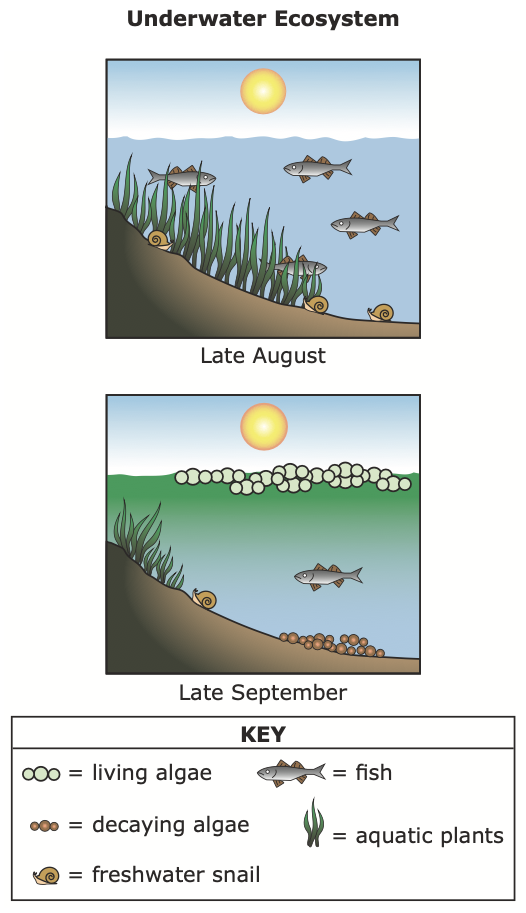 Underwater Ecosystem
Late August
Late September
KEY
= living algae
= fish
= decaying algae
= aquatic plants
= freshwater snail